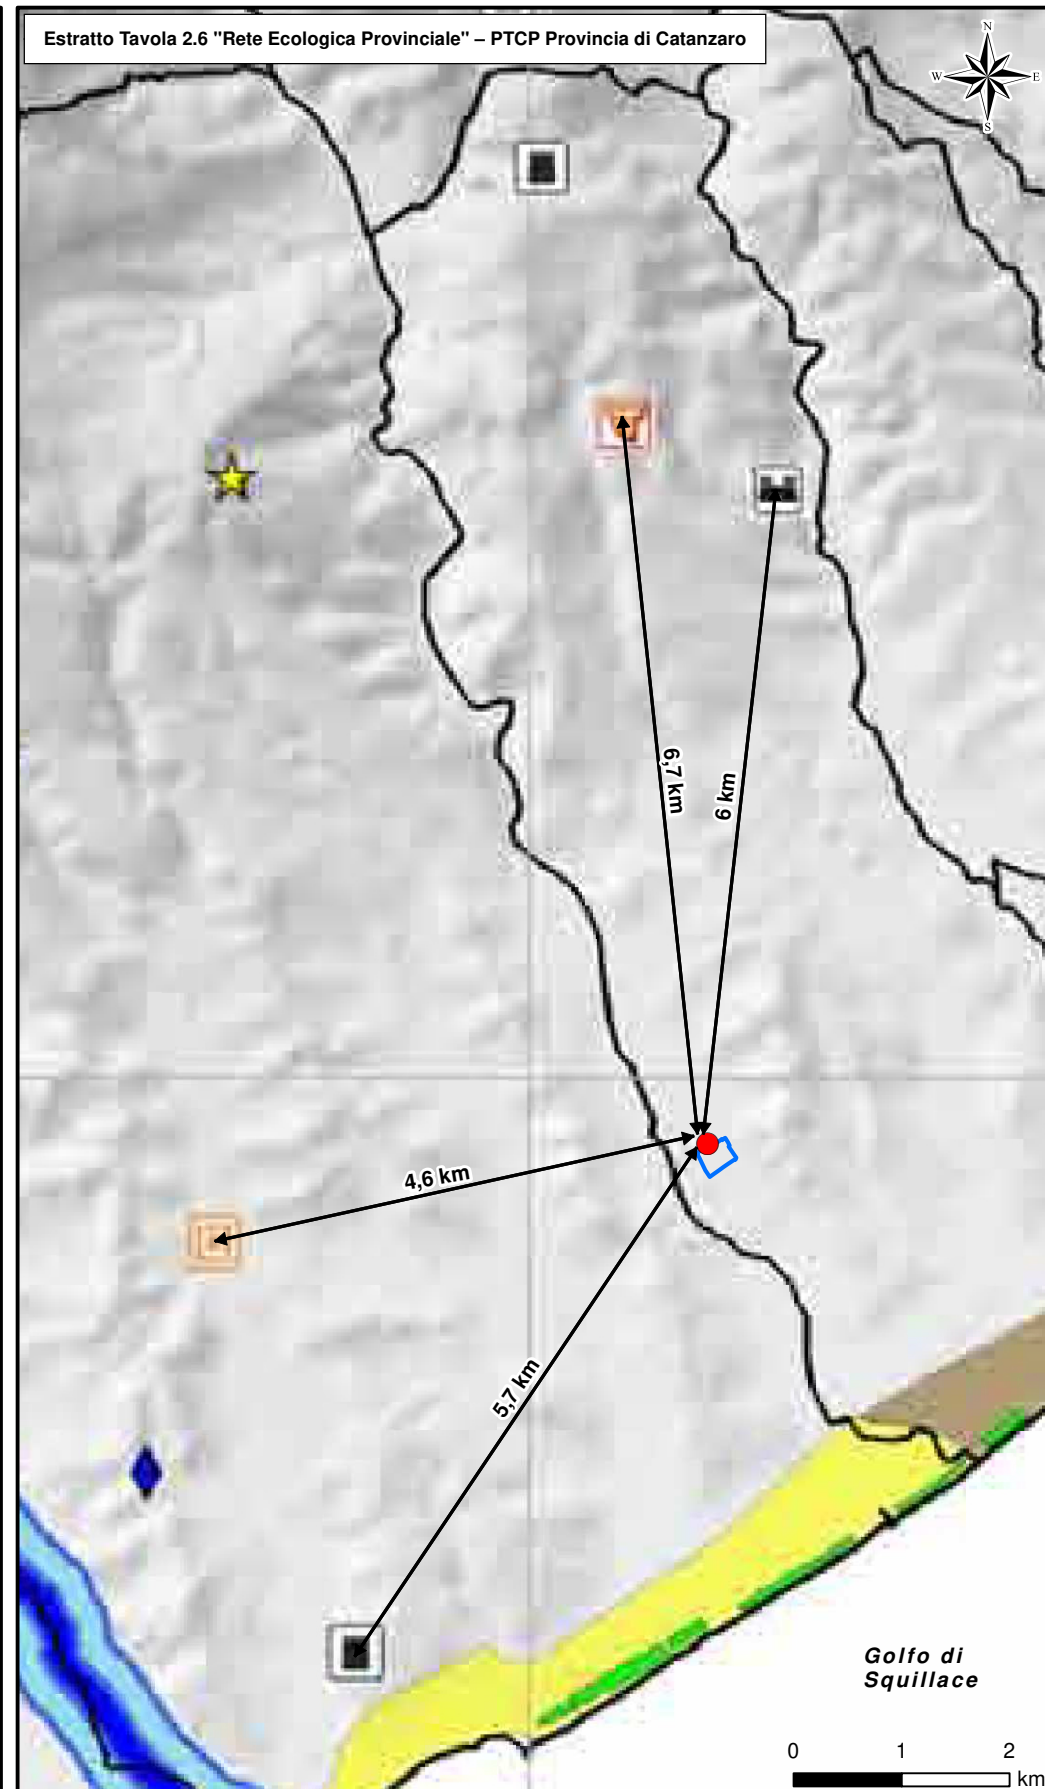 Estratto Tavola 2.6 "Rete Ecologica Provinciale" – PTCP Provincia di Catanzaro
N
W E
S
6,7 km
6 km
4,6 km
5,7 km
Golfo di
Squillace
0 1 2
km